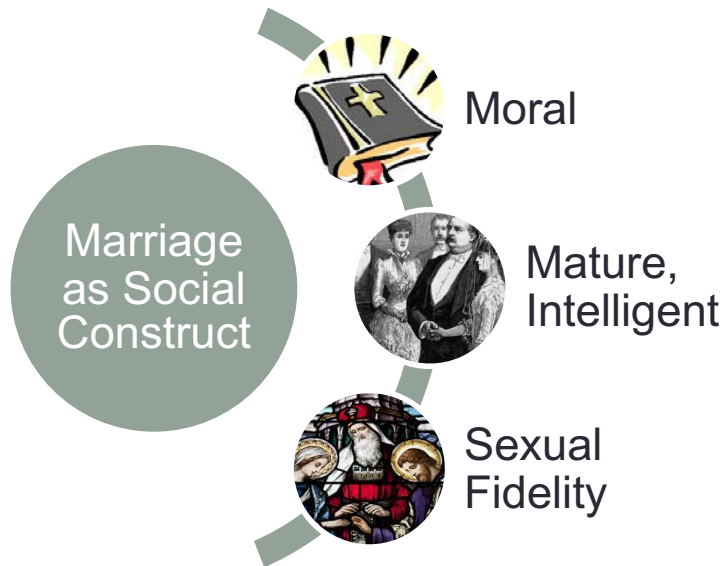 Marriage
as Social
Construct
Moral
Mature,
Intelligent
Sexual
Fidelity